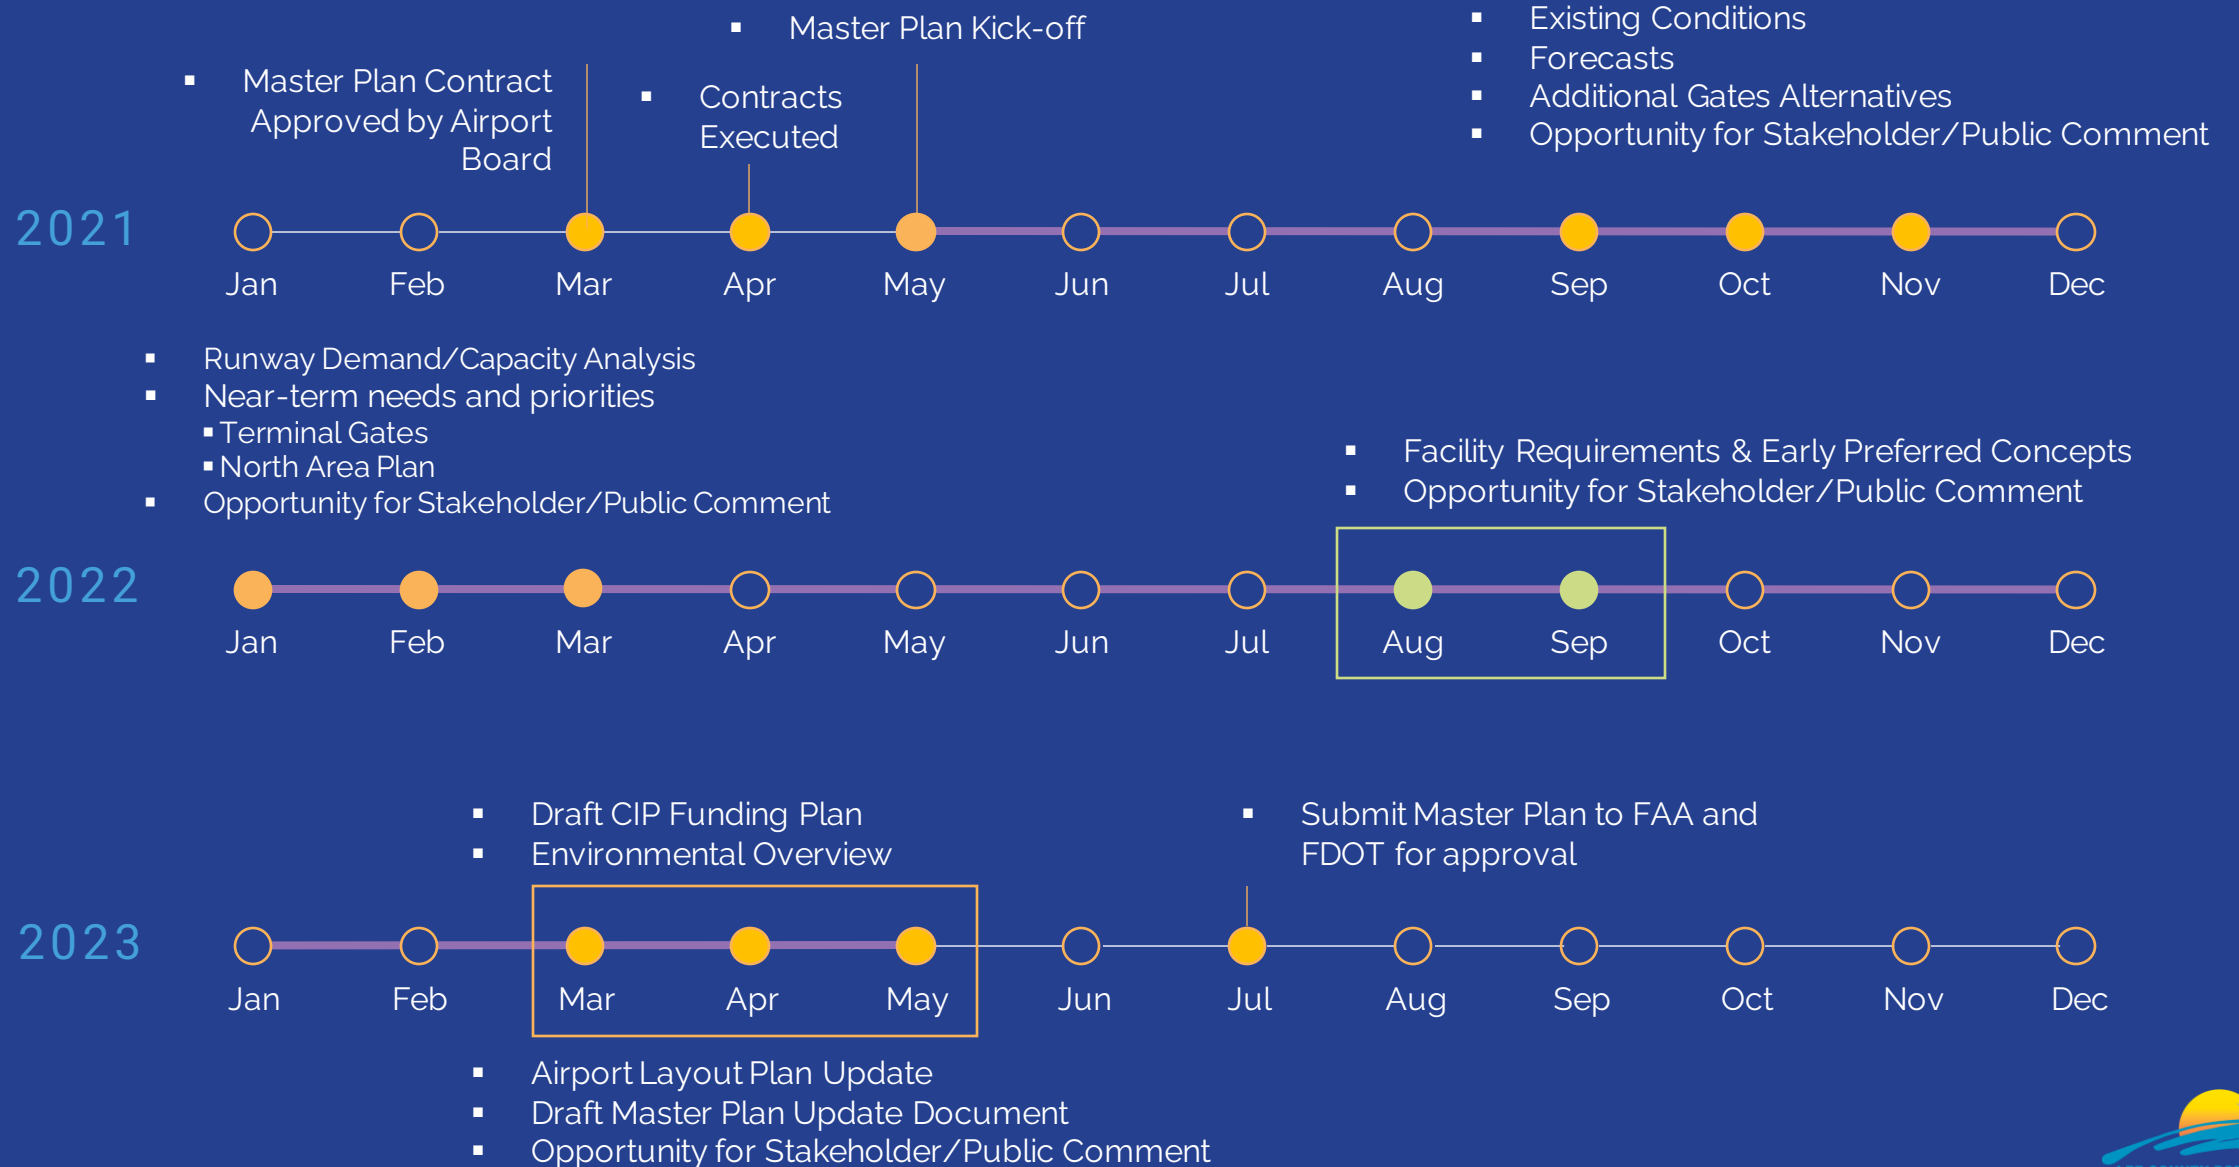 ▪ Master Plan Kick-off
▪ Master Plan Contract
Approved by Airport
Board
▪ Contracts
Executed
▪ Existing Conditions
▪ Forecasts
▪ Additional Gates Alternatives
▪ Opportunity for Stakeholder/Public Comment
2021
Jan Feb Mar Apr May Jun Jul Aug Sep Oct Nov Dec
▪ Runway Demand/Capacity Analysis
▪ Near-term needs and priorities
▪ Terminal Gates
▪ North Area Plan
▪ Opportunity for Stakeholder/Public Comment
▪ Facility Requirements & Early Preferred Concepts
▪ Opportunity for Stakeholder/Public Comment
2022
Jan Feb Mar Apr May Jun Jul Aug Sep Oct Nov Dec
▪ Draft CIP Funding Plan
▪ Environmental Overview
▪ Submit Master Plan to FAA and
FDOT for approval
2023
Jan Feb Mar Apr May Jun Jul Aug Sep Oct Nov Dec
▪ Airport Layout Plan Update
▪ Draft Master Plan Update Document
▪ Opportunity for Stakeholder/Public Comment